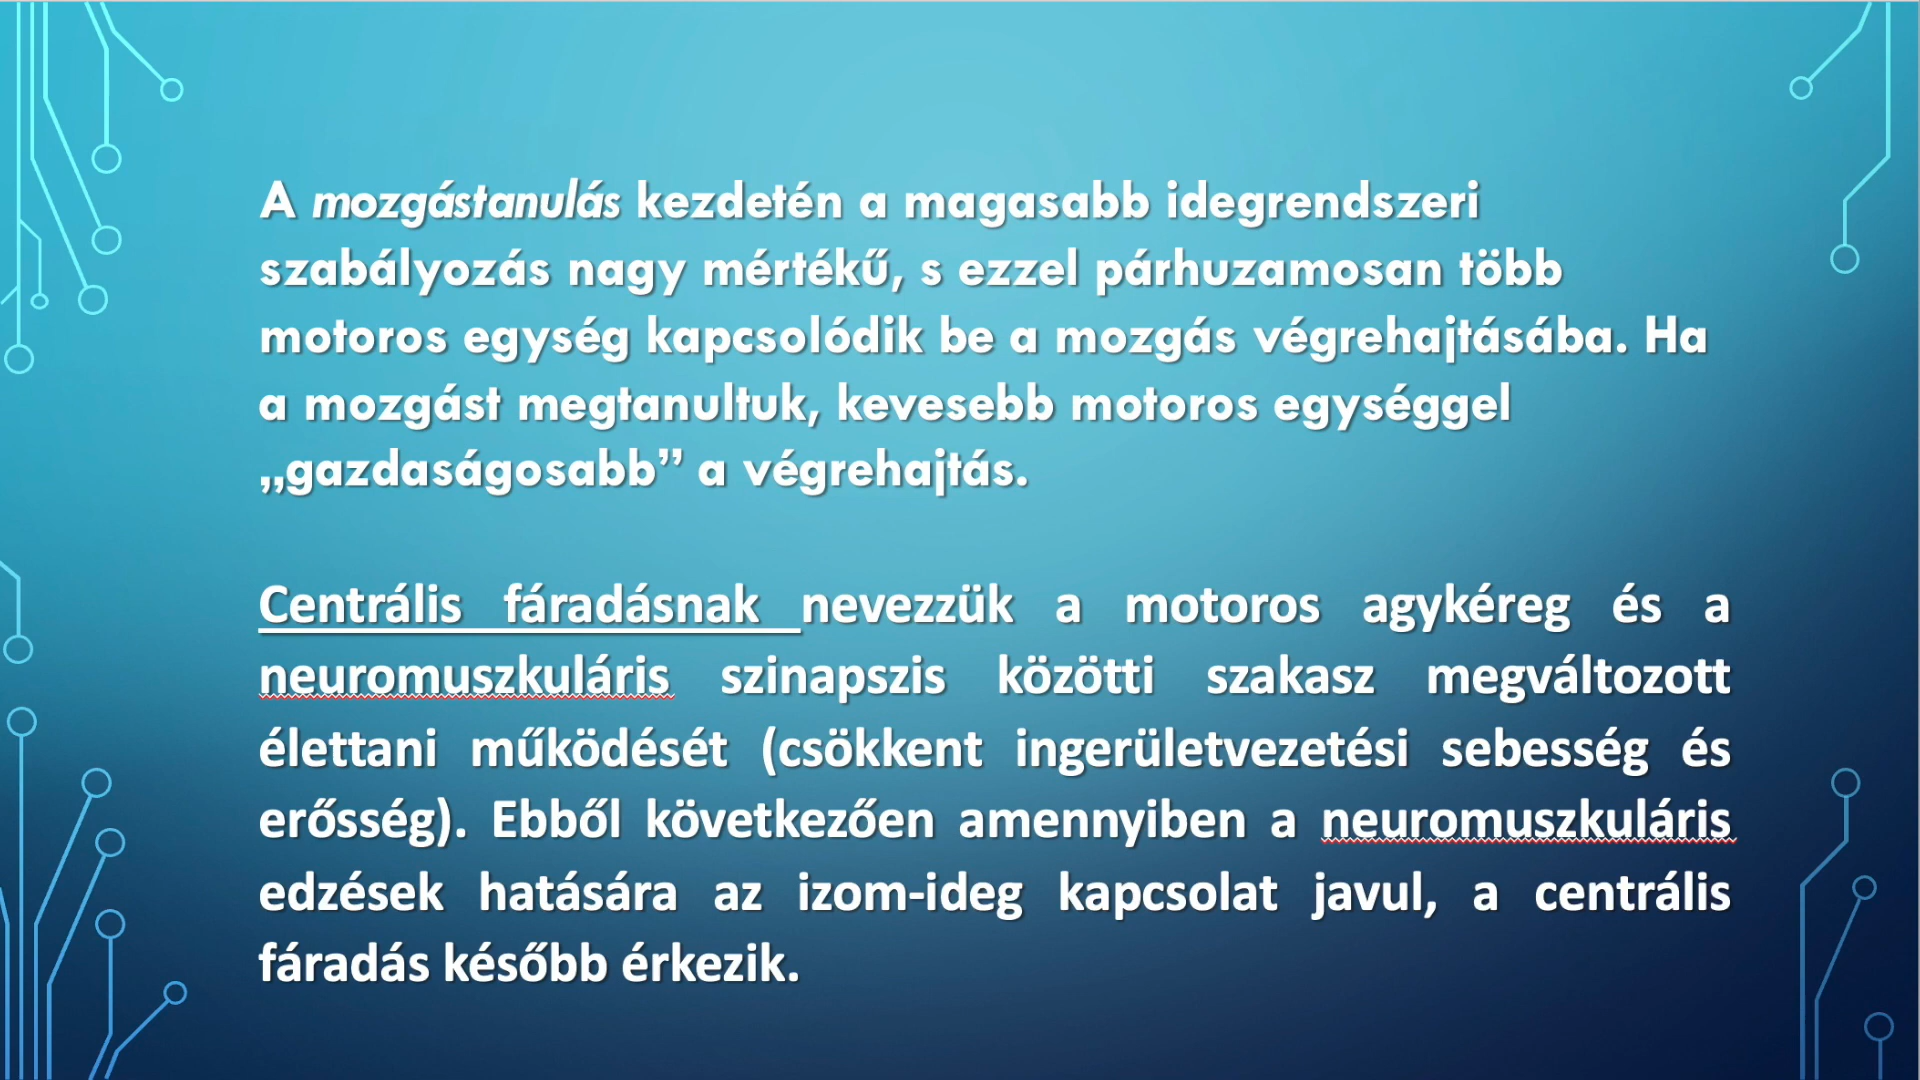 A mozgástanulás kezdetén a magasabb idegrendszeri
szabályozás nagy mértékű, s ezzel párhuzamosan több
motoros egység kapcsolódik be a mozgás végrehajtásába. Ha
a mozgást megtanultuk, kevesebb motoros egységgel
„gazdaságosabb” a végrehajtás.
Centrális fáradásnak nevezzük a motoros agykéreg és a
neuromuszkuláris szinapszis közötti szakasz megváltozott
élettani működését (csökkent ingerületvezetési sebesség és
erősség). Ebből következően amennyiben a neuromuszkuláris
edzések hatására az izom-ideg kapcsolat javul, a centrális
fáradás később érkezik.